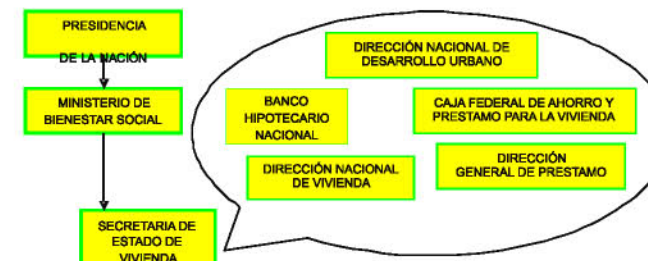 PRESIDENCIA
DE LA NACIÓN
MINISTERIO DE
BIENESTAR SOCIAL
SECRETARIA DE
ESTADO DE
VIVIENDA
DIRECCIÓN NACIONAL DE
DESARROLLO URBANO
BANCO
HIPOTECARIO
NACIONAL
CAJA FEDERAL DE AHORRO Y
PRESTAMO PARA LA VIVIENDA
DIRECCIÓN NACIONAL
DE VIVIENDA
DIRECCIÓN
GENERAL DE PRESTAMO